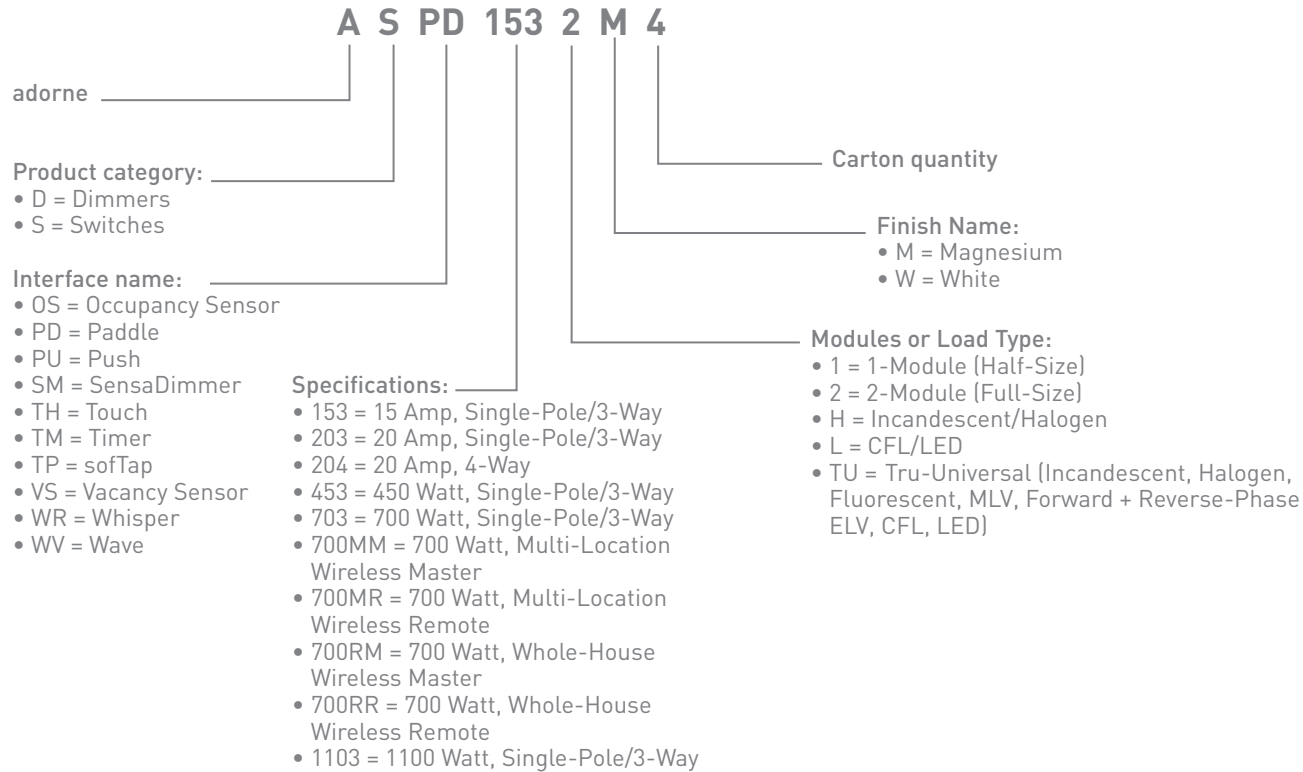 A S PD 153 2 M 4
adorne
Product category:
• D = Dimmers
• S = Switches
Interface name:
• OS = Occupancy Sensor
• PD = Paddle
• PU = Push
• SM = SensaDimmer
• TH = Touch
• TM = Timer
• TP = sofTap
• VS = Vacancy Sensor
• WR = Whisper
• WV = Wave
Specifications:
• 153 = 15 Amp, Single-Pole/3-Way
• 203 = 20 Amp, Single-Pole/3-Way
• 204 = 20 Amp, 4-Way
• 453 = 450 Watt, Single-Pole/3-Way
• 703 = 700 Watt, Single-Pole/3-Way
• 700MM = 700 Watt, Multi-Location
Wireless Master
• 700MR = 700 Watt, Multi-Location
Wireless Remote
• 700RM = 700 Watt, Whole-House
Wireless Master
• 700RR = 700 Watt, Whole-House
Wireless Remote
• 1103 = 1100 Watt, Single-Pole/3-Way
Carton quantity
Finish Name:
• M = Magnesium
• W = White
Modules or Load Type:
• 1 = 1-Module (Half-Size)
• 2 = 2-Module (Full-Size)
• H = Incandescent/Halogen
• L = CFL/LED
• TU = Tru-Universal (Incandescent, Halogen,
Fluorescent, MLV, Forward + Reverse-Phase
ELV, CFL, LED)